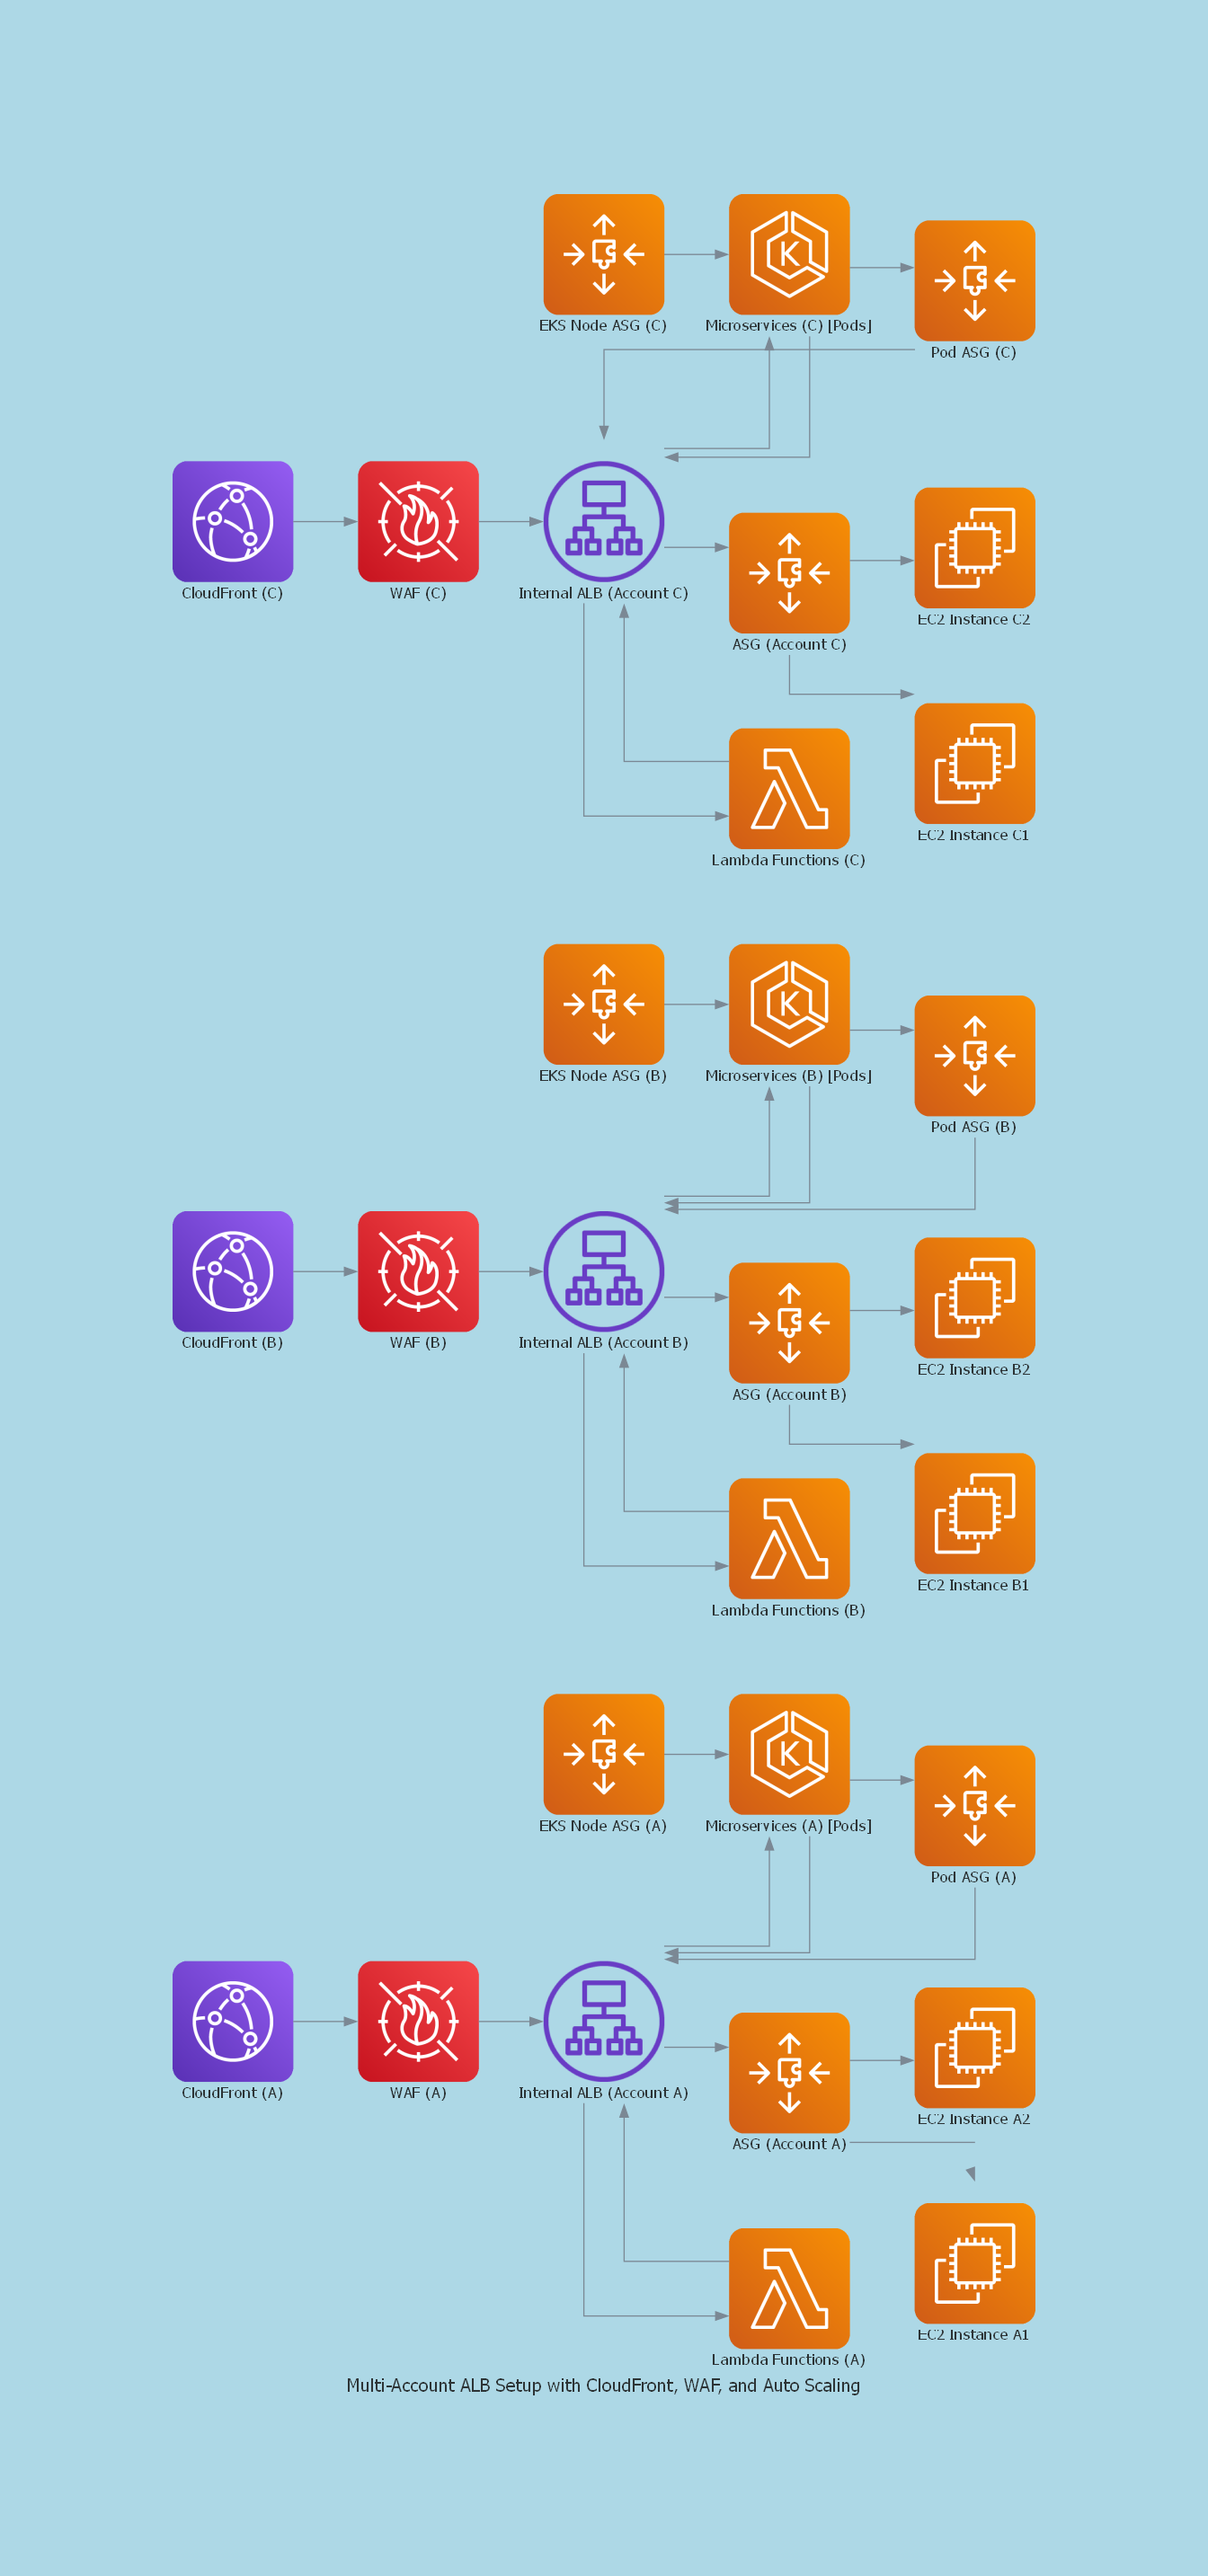 EKS Node ASG (C)
Microservices (C) [Pods]
Pod ASG (C)
CloudFront (C)
WAF (C)
Internal ALB (Account C)
ASG (Account C)
EC2 Instance C2
EC2 Instance C1
Lambda Functions (C)
EKS Node ASG (B)
Microservices (B) [Pods]
Pod ASG (B)
CloudFront (B)
WAF (B)
Internal ALB (Account B)
ASG (Account B)
EC2 Instance B2
EC2 Instance B1
Lambda Functions (B)
EKS Node ASG (A)
Microservices (A) [Pods]
Pod ASG (A)
CloudFront (A)
WAF (A)
Internal ALB (Account A)
ASG (Account A)
EC2 Instance A2
EC2 Instance A1
Lambda Functions (A)
Multi-Account ALB Setup with CloudFront, WAF, and Auto Scaling